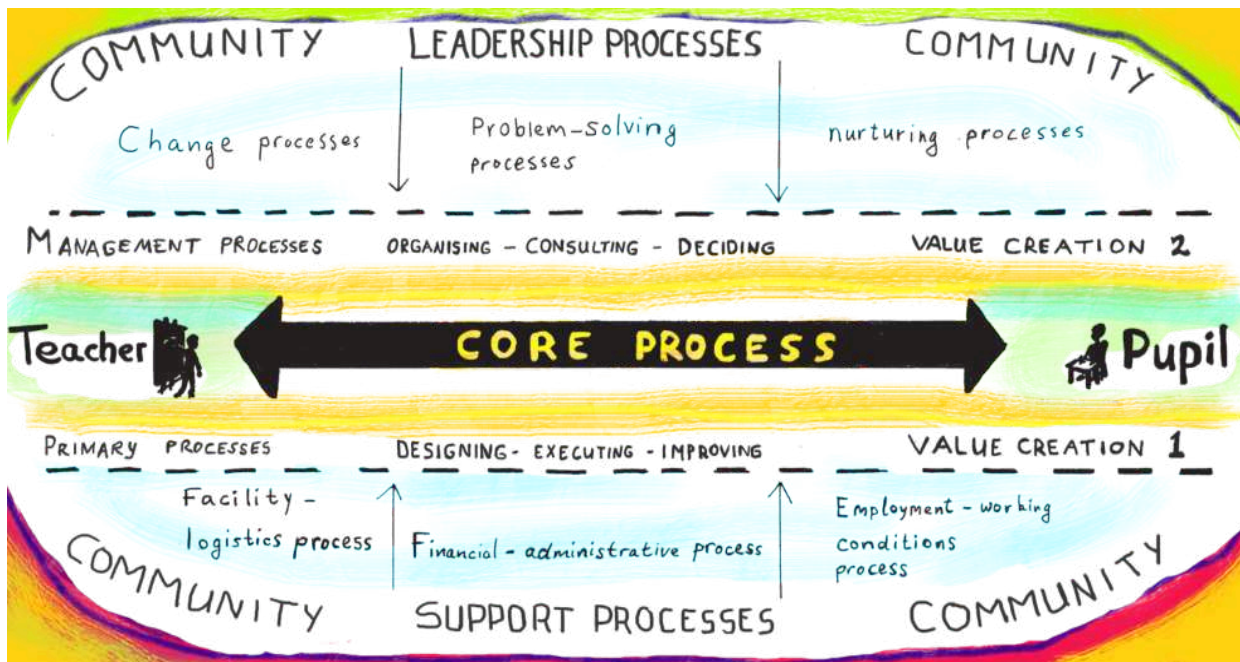 COMMUNITY
LEADERSHIP PROCESSES
COMMUNITY
Change processes
Problem-solving
processes
nurturing processes
MANAGEMENT PROCESSES
ORGANISING - CONSULTING - DECIDING
VALUE CREATION 2
Teacher
CORE PROCESS
Pupil
PRIMARY PROCESSES
DESIGNING - EXECUTING - IMPROVING
VALUE CREATION 1
Facility -
logistics process
Financial - administrative process
Employment - working
conditions
process
COMMUNITY
SUPPORT PROCESSES
COMMUNITY